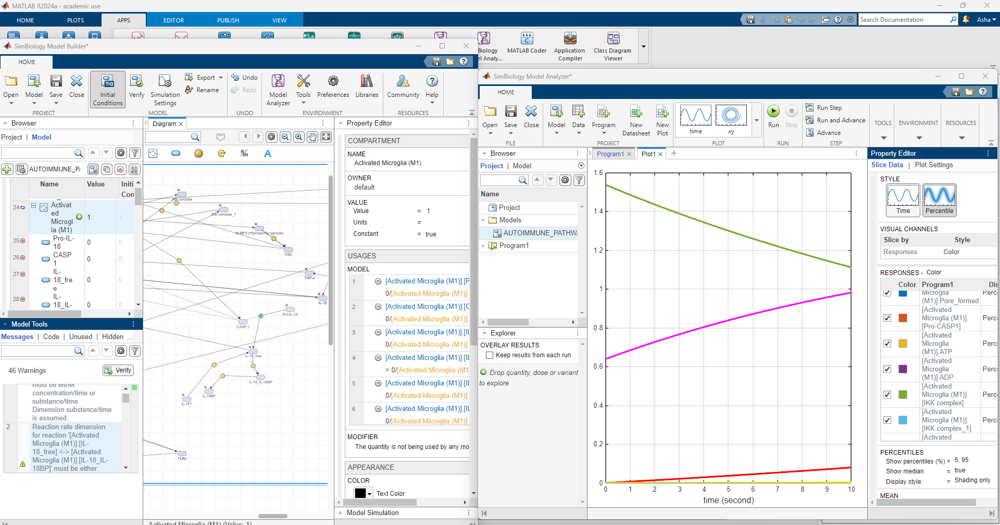 MATLAB R2024a - academic use
HOME
PLOTS
APPS
EDITOR
PUBLISH
VIEW
Search Documentation
Asha
Biology
el Analy...
MATLAB Coder
Application
Compiler
Class Diagram
Viewer
SimBiology Model Builder*
HOME
Open
Model
Save
Close
Initial
Conditions
Verify
Simulation
Settings
Export
Rename
Undo
Redo
Model
Analyzer
Tools
Preferences
Libraries
Community
Help
PROJECT
MODEL
UNDO
ENVIRONMENT
RESOURCES
Browser
Project | Model
AUTOIMMUNE_P
Name
Value
Initi
Con
24
Activat
ed
Microgl
ia (M1)
1
1
25
Pro-IL-
18
0
0
26
CASP
1
0
0
27
IL-
18_fre
e
0
0
28
IL-
18_IL-
0
0
Model Tools
Messages | Code | Unused | Hidden ...
46 Warnings
Verify
must be either
concentration/time or
substance/time.
Dimension substance/time
is assumed.
2
Reaction rate dimension
for reaction '[Activated
Microglia (M1)].[IL-
18_free] <-> [Activated
Microglia (M1)].[IL-18_IL-
18BP]' must be either
Diagram
d/dt
A
IKK complex
IKK complex_1
NLRP3 inflamasome complex
ASC
TNF-α
IL-1β
Pro-IL-18
CASP 1
IL-18_free
IL-18_IL-18BP
IL-18BP
IL-1F7
TLR2
Activated Microglia (M1) (Value: 1)
Property Editor
COMPARTMENT
NAME
Activated Microglia (M1)
OWNER
default
VALUE
Value = 1
Units =
Constant = true
USAGES
MODEL
1 [Activated Microglia (M1)].[P
0/[Activated Microglia (M1)]
2 [Activated Microglia (M1)].[C
0/[Activated Microglia (M1)]
3 [Activated Microglia (M1)].[IL
0/[Activated Microglia (M1)]
4 [Activated Microglia (M1)].[IL
= 0/[Activated Microglia (M1
5 [Activated Microglia (M1)].[IL
0/[Activated Microglia (M1)]
6 [Activated Microglia (M1)].[IL
0/[Activated Microglia (M1)]
MODIFIER
The quantity is not being used by any mo
APPEARANCE
COLOR
Text Color
Model Simulation
SimBiology Model Analyzer*
HOME
Open
Save
Close
Model
Data
Program
New
Datasheet
New
Plot
time
xy
Run
Stop
Run Step
Run and Advance
Advance
TOOLS
ENVIRONMENT
RESOURCES
FILE
PROJECT
PLOT
RUN
STEP
Browser
Project | Model
Name
Project
Models
AUTOIMMUNE_PATHW
Program1
Explorer
OVERLAY RESULTS
Keep results from each run
Drop quantity, dose or variant
to explore
Program1
Plot1
1.6
1.4
1.2
1
0.8
0.6
0.4
0.2
0
0 1 2 3 4 5 6 7 8 9 10
time (second)
Property Editor
Slice Data | Plot Settings
STYLE
Time
Percentile
VISUAL CHANNELS
Slice by
Style
Responses
Color
RESPONSES - Color
Color
Program1
Dis
Microglia
(M1)].Pore_formed
Perc
[Activated
Microglia
(M1)].
[Pro-CASP1]
Perc
[Activated
Microglia
(M1)].ATP
Perc
[Activated
Microglia
(M1)].ADP
Perc
[Activated
Microglia
(M1)].
[IKK complex]
Perc
[Activated
Microglia
(M1)].
[IKK complex_1]
Perc
[Activated
PERCENTILES
Show percentiles (%) = 5, 95
Show median = true
Display style = Shading only
MEAN